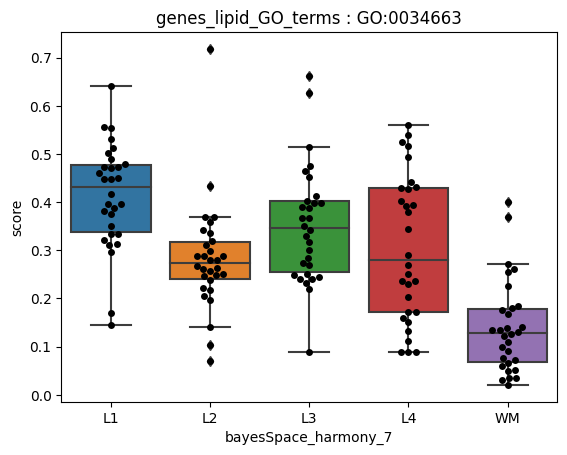 genes_lipid_GO_terms : GO:0034663
score
0.7
0.6
0.5
0.4
0.3
0.2
0.1
0.0
L1 L2 L3 L4 WM
bayesSpace_harmony_7